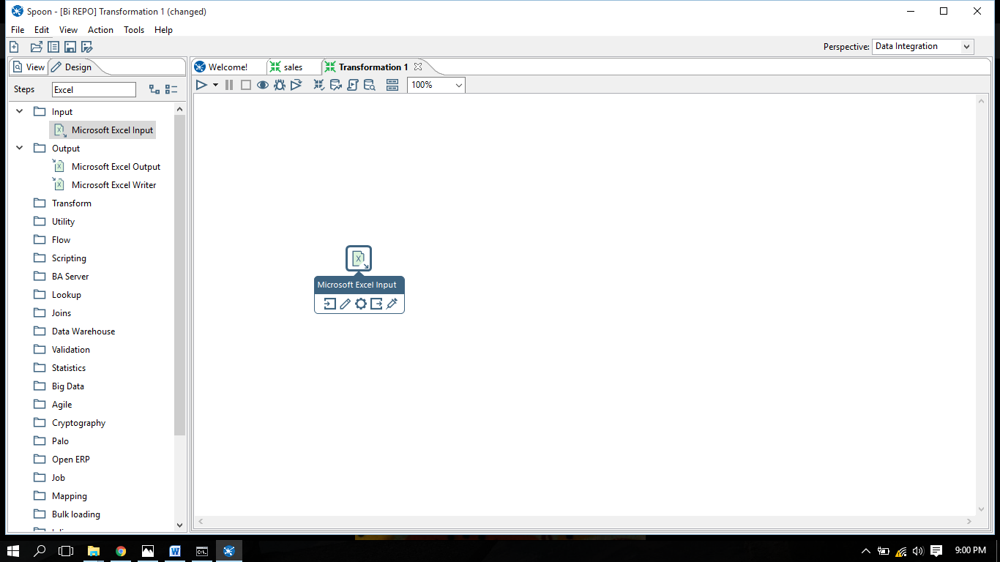 Spoon - [Bi REPO] Transformation 1 (changed)
File Edit View Action Tools Help
Perspective: Data Integration
View Design
Welcome! sales Transformation 1
Steps Excel
100%
Input
Microsoft Excel Input
Output
Microsoft Excel Output
Microsoft Excel Writer
Transform
Utility
Flow
Scripting
BA Server
Lookup
Joins
Data Warehouse
Validation
Statistics
Big Data
Agile
Cryptography
Palo
Open ERP
Job
Mapping
Bulk loading
Microsoft Excel Input
9:00 PM